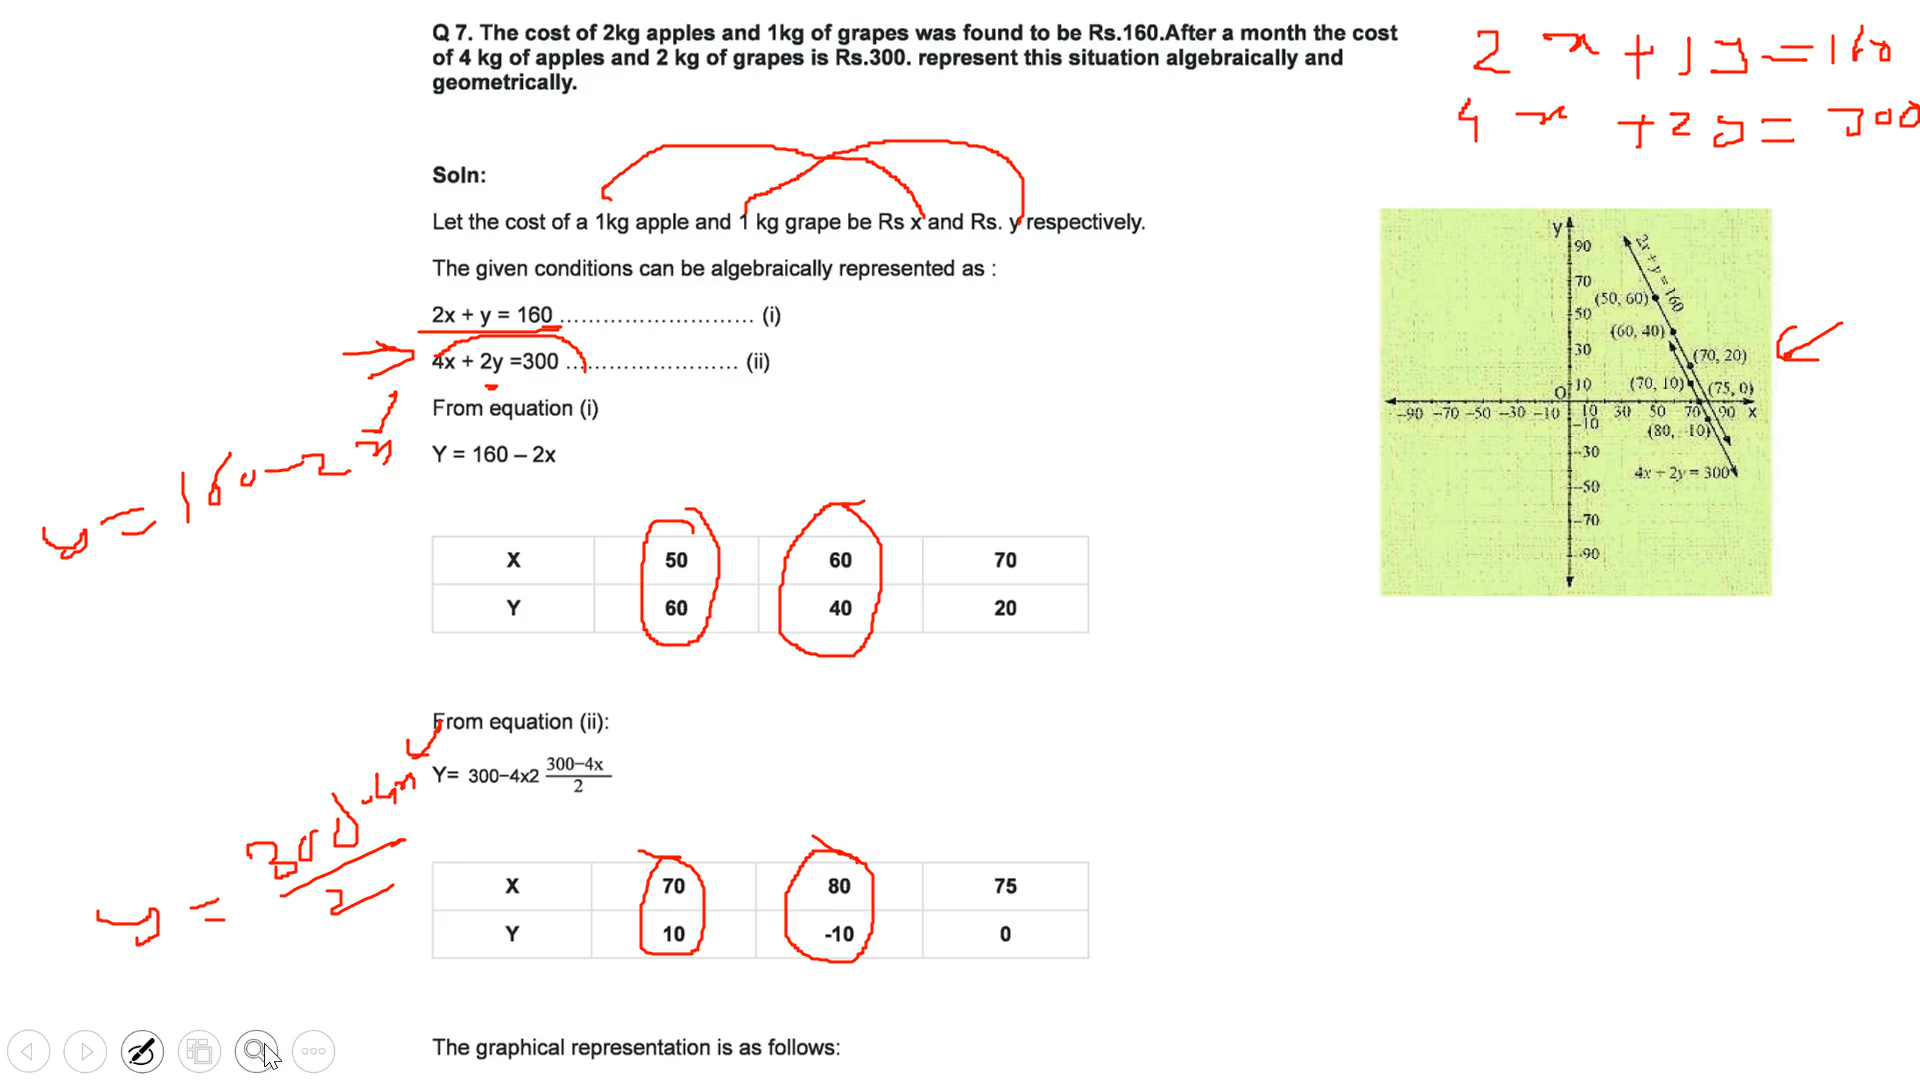 Q 7. The cost of 2kg apples and 1kg of grapes was found to be Rs.160.After a month the cost
of 4 kg of apples and 2 kg of grapes is Rs.300. represent this situation algebraically and
geometrically.
2 x + 1 y = 160
4 x + 2 y = 300
Soln:
Let the cost of a 1kg apple and 1 kg grape be Rs x and Rs. y respectively.
The given conditions can be algebraically represented as :
2x + y = 160 .............................. (i)
4x + 2y =300 .............................. (ii)
From equation (i)
Y = 160 – 2x
y = 160 - 2x
X 50 60 70
Y 60 40 20
From equation (ii):
Y= 300−4x2 300−4x
2
y = 300 - 4x
2
X 70 80 75
Y 10 -10 0
The graphical representation is as follows:
y
90
70
50
30
10
O
-90 -70 -50 -30 -10 10 30 50 70 90 x
-10
-30
-50
-70
-90
2x + y = 160
(50, 60)
(60, 40)
(70, 20)
(70, 10)
(75, 0)
(80, -10)
4x + 2y = 300